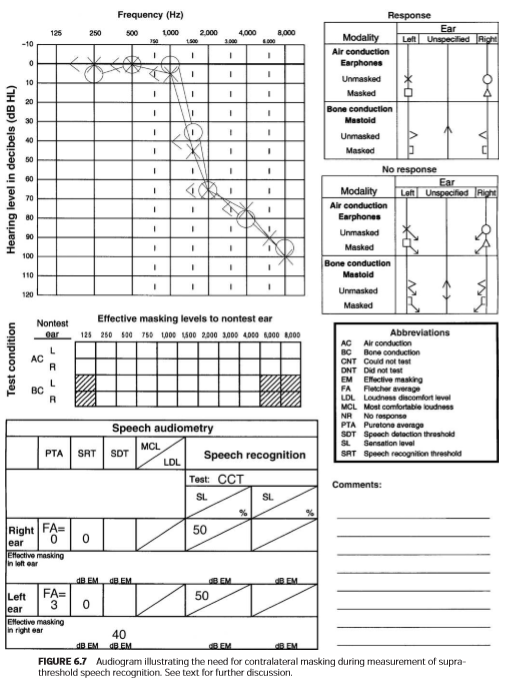 Frequency (Hz)
125 250 500 1,000 2,000 4,000 8,000
750 1,500 3,000 6,000
Hearing level in decibels (dB HL)
-10
0
10
20
30
40
50
60
70
80
90
100
110
120
Response
Modality
Ear
Left Unspecified Right
Air conduction
Earphones
Unmasked
Masked
Bone conduction
Mastoid
Unmasked
Masked
No response
Modality
Ear
Left Unspecified Right
Air conduction
Earphones
Unmasked
Masked
Bone conduction
Mastoid
Unmasked
Masked
Test condition
Nontest
ear
Effective masking levels to nontest ear
125 250 500 750 1,000 1,500 2,000 3,000 4,000 6,000 8,000
AC L
R
BC L
R
Abbreviations
AC Air conduction
BC Bone conduction
CNT Could not test
DNT Did not test
EM Effective masking
FA Fletcher average
LDL Loudness discomfort level
MCL Most comfortable loudness
NR No response
PTA Puretone average
SDT Speech detection threshold
SL Sensation level
SRT Speech recognition threshold
Speech audiometry
PTA SRT SDT MCL LDL Speech recognition
Test: CCT
SL % SL %
Right
ear
FA=
0
0
50
Effective masking
in left ear
dB EM dB EM dB EM dB EM
Left
ear
FA=
3
0
50
Effective masking
in right ear
40
dB EM dB EM dB EM dB EM
Comments:
FIGURE 6.7 Audiogram illustrating the need for contralateral masking during measurement of supra-
threshold speech recognition. See text for further discussion.